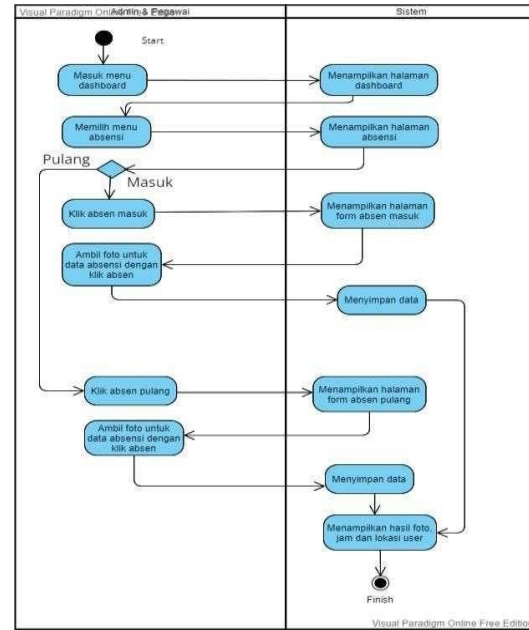 Visual Paradigm Online Free Edition
Admin & Pegawai
Sistem
Start
Masuk menu
dashboard
Menampilkan halaman
dashboard
Memilih menu
absensi
Menampilkan halaman
absensi
Pulang
Masuk
Klik absen masuk
Menampilkan halaman
form absen masuk
Ambil foto untuk
data absensi dengan
klik absen
Menyimpan data
Klik absen pulang
Menampilkan halaman
form absen pulang
Ambil foto untuk
data absensi dengan
klik absen
Menyimpan data
Menampilkan hasil foto,
jam dan lokasi user
Finish
Visual Paradigm Online Free Editio